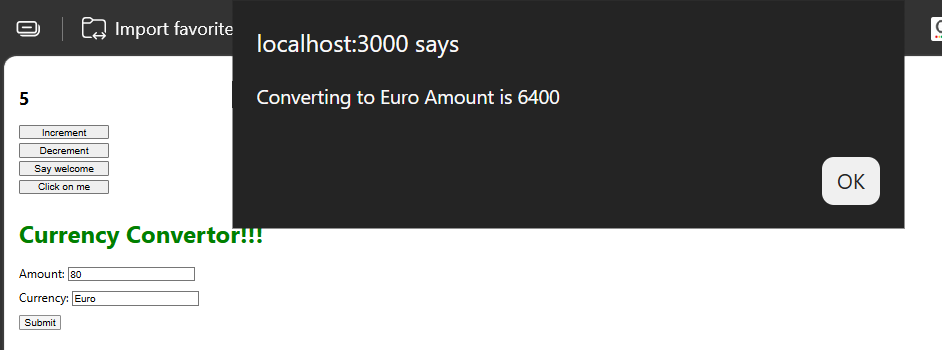 Import favorite
localhost:3000 says
Converting to Euro Amount is 6400
OK
5
Increment
Decrement
Say welcome
Click on me
Currency Convertor!!!
Amount: 80
Currency: Euro
Submit